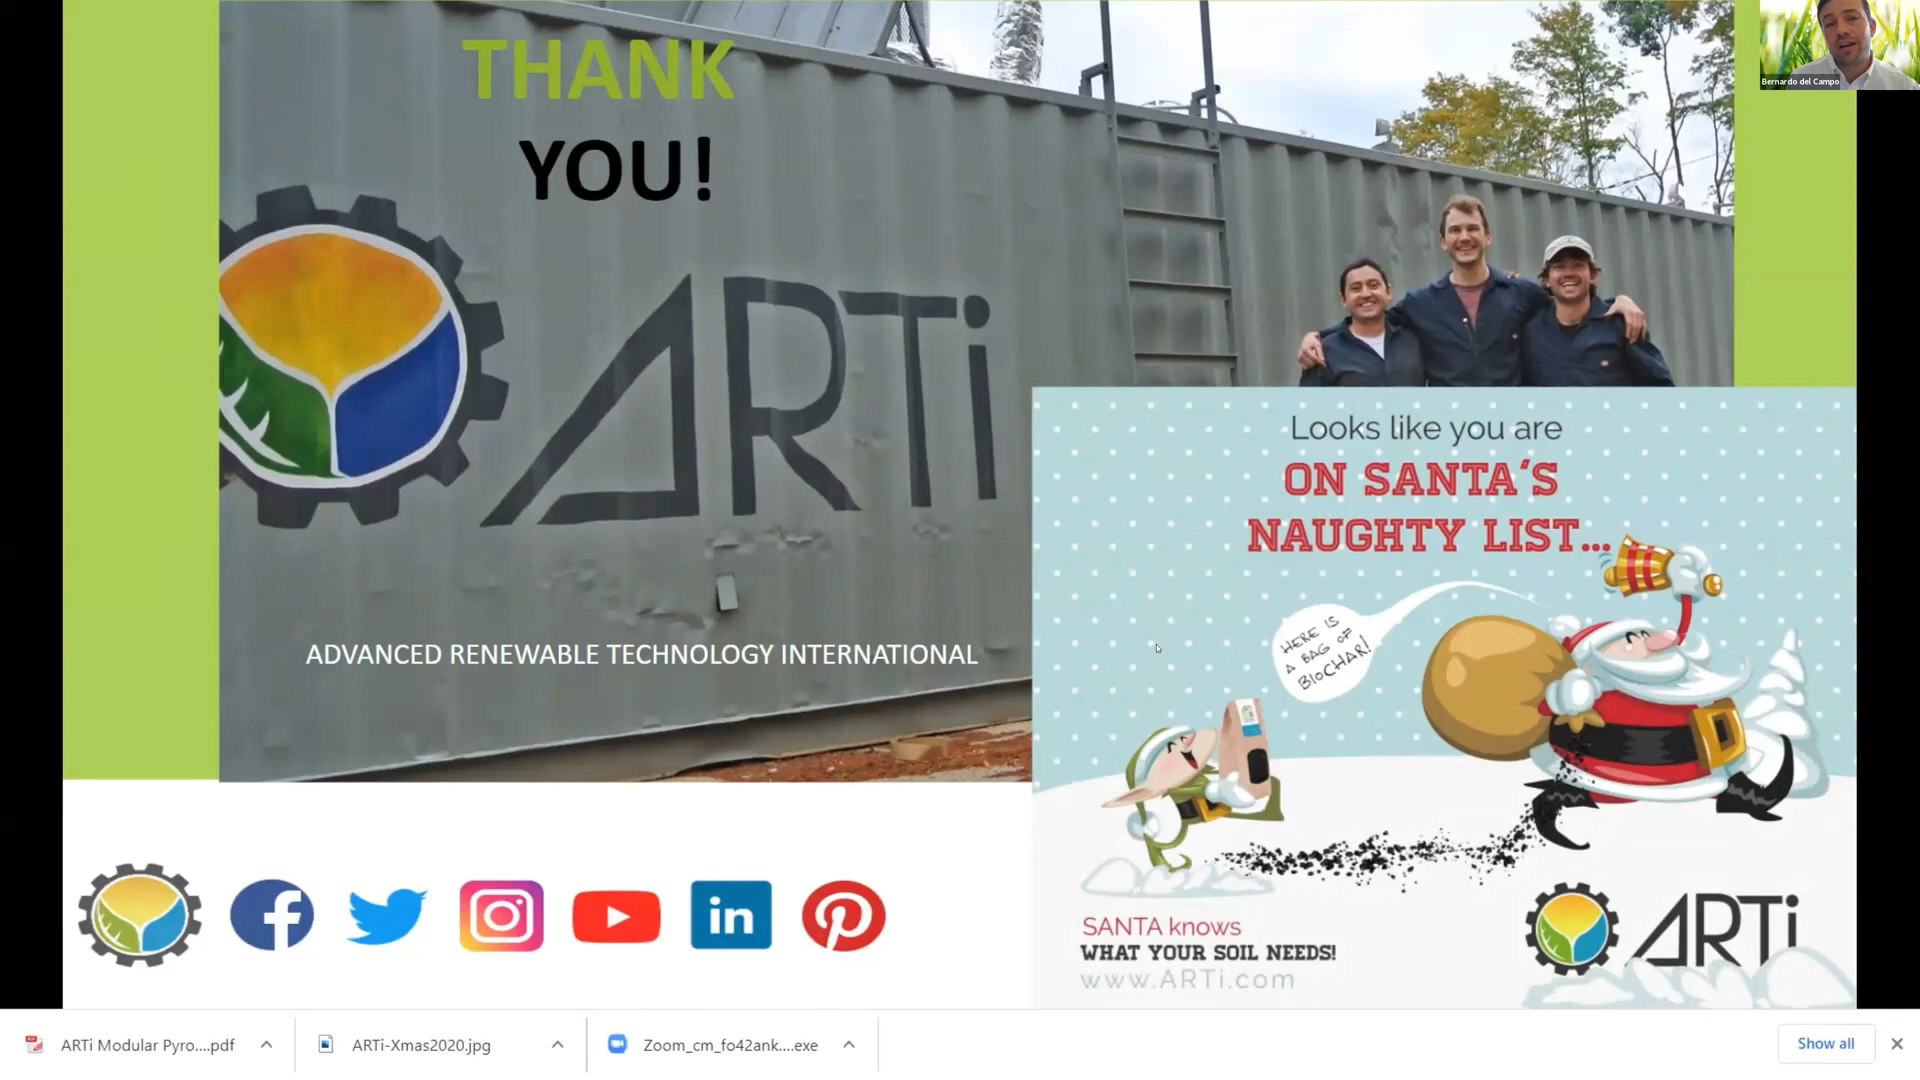 THANK
YOU!
Bernardo del Campo
ARTi
ADVANCED RENEWABLE TECHNOLOGY INTERNATIONAL
Looks like you are
ON SANTA´S
NAUGHTY LIST...
HERE IS
A BAG OF
BIOCHAR!
SANTA knows
WHAT YOUR SOIL NEEDS!
www.ARTi.com
ARTi
f
in
ARTi Modular Pyro....pdf
ARTi-Xmas2020.jpg
Zoom_cm_fo42ank....exe
Show all